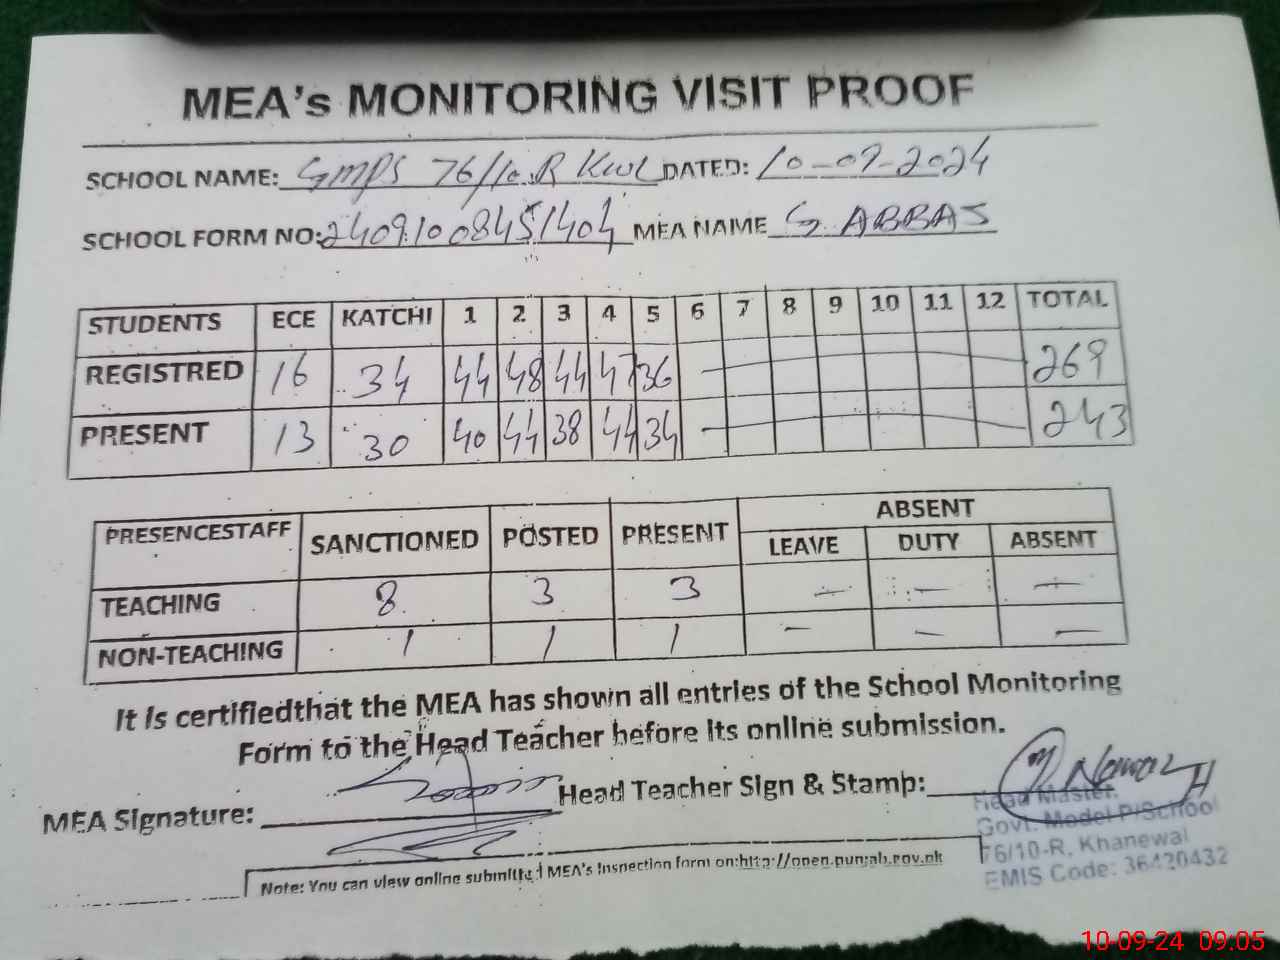 MEA's MONITORING VISIT PROOF
SCHOOL NAME: GMPS 76/10.R Kwl DATED: 10-09-2024
SCHOOL FORM NO: 24091008451404 MEA NAME G. ABBAS
STUDENTS ECE KATCHI 1 2 3 4 5 6 7 8 9 10 11 12 TOTAL
REGISTRED 16 34 44 48 44 47 36 — 269
PRESENT 13 30 40 44 38 44 34 — 243
PRESENCESTAFF SANCTIONED POSTED PRESENT ABSENT
LEAVE DUTY ABSENT
TEACHING 8 3 3 — — —
NON-TEACHING 1 1 1 — — —
It is certifiedthat the MEA has shown all entries of the School Monitoring
Form to the Head Teacher before its online submission.
MEA Signature: Head Teacher Sign & Stamp: M. Nawaz
Head Master
Govt. Model P/School
76/10-R, Khanewal
EMIS Code: 36420432
Note: You can view online submitted MEA's inspection form on:http://open.punjab.gov.pk
10-09-24 09:05